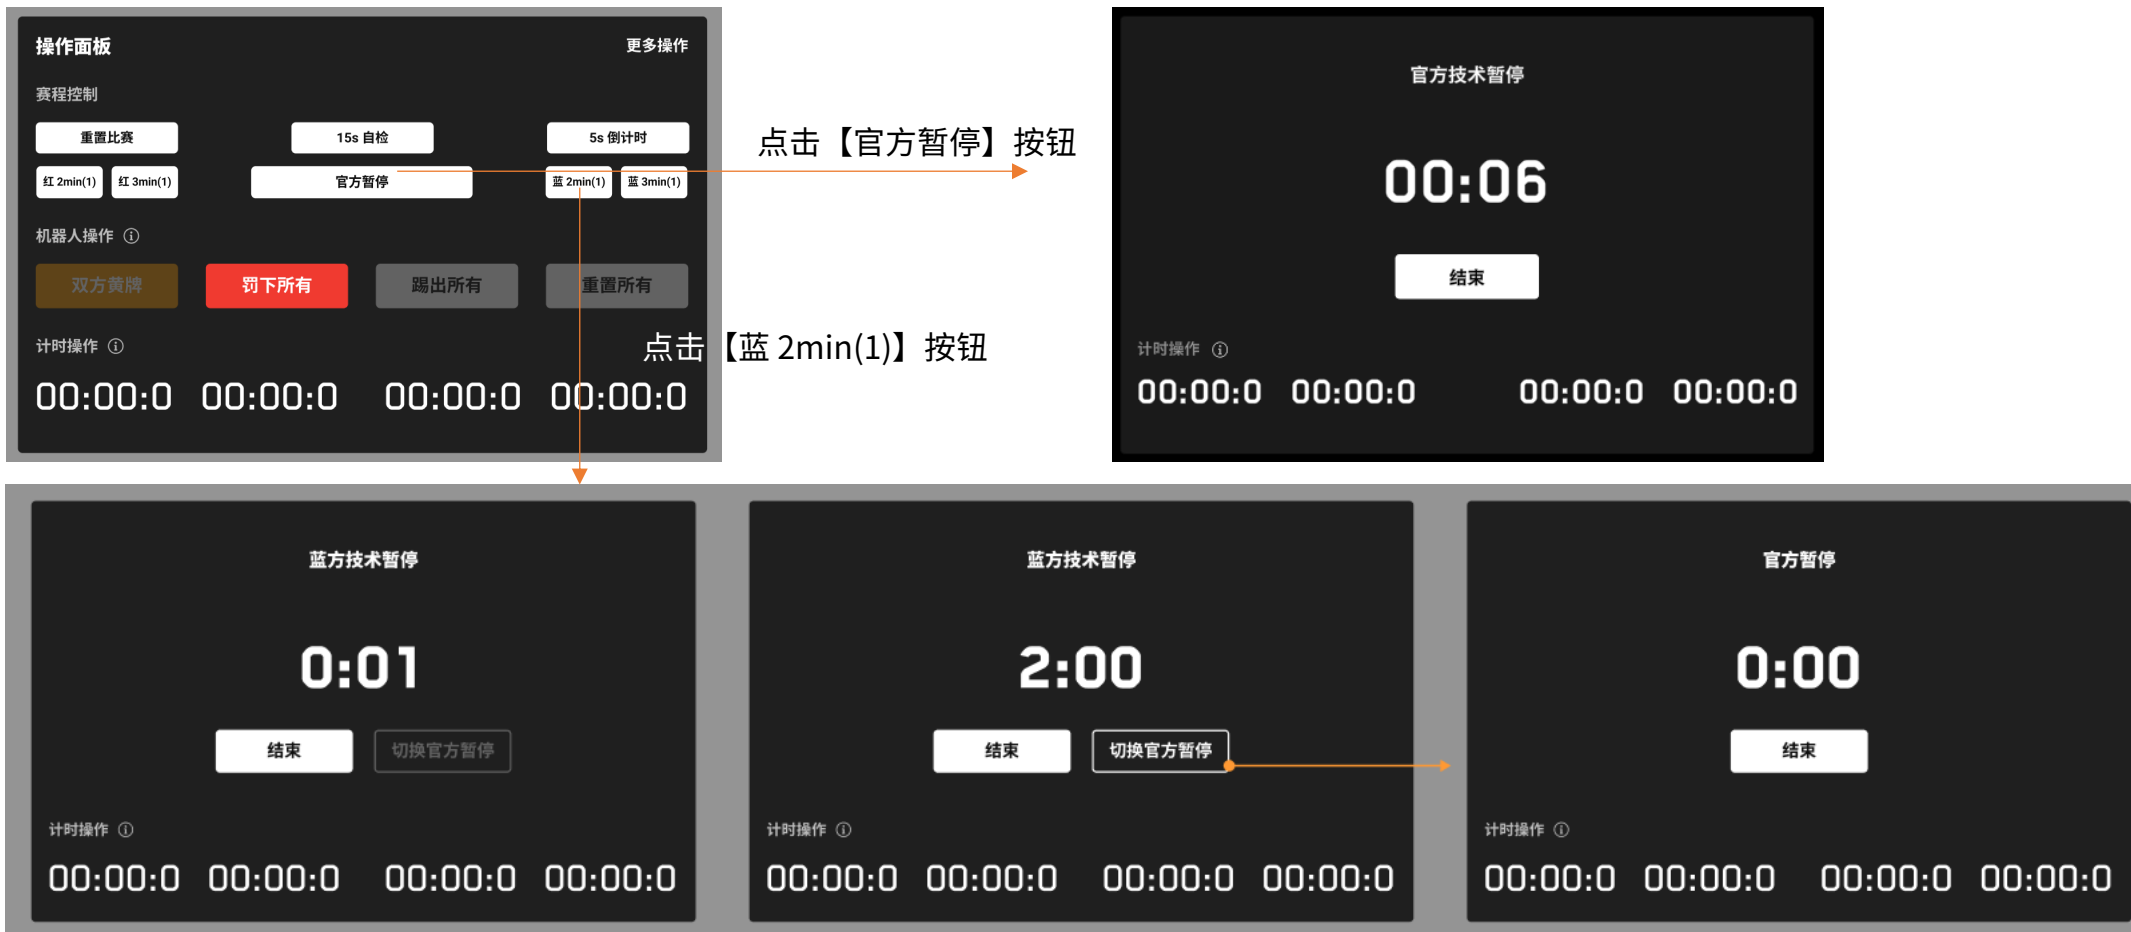 操作面板
更多操作
赛程控制
重置比赛
15s 自检
5s 倒计时
红 2min(1)
红 3min(1)
官方暂停
蓝 2min(1)
蓝 3min(1)
机器人操作
双方黄牌
罚下所有
踢出所有
重置所有
计时操作
00:00:0 00:00:0 00:00:0 00:00:0
点击【官方暂停】按钮
点击【蓝 2min(1)】按钮
官方技术暂停
00:06
结束
计时操作
00:00:0 00:00:0 00:00:0 00:00:0
蓝方技术暂停
0:01
结束
切换官方暂停
计时操作
00:00:0 00:00:0 00:00:0 00:00:0
蓝方技术暂停
2:00
结束
切换官方暂停
计时操作
00:00:0 00:00:0 00:00:0 00:00:0
官方暂停
0:00
结束
计时操作
00:00:0 00:00:0 00:00:0 00:00:0